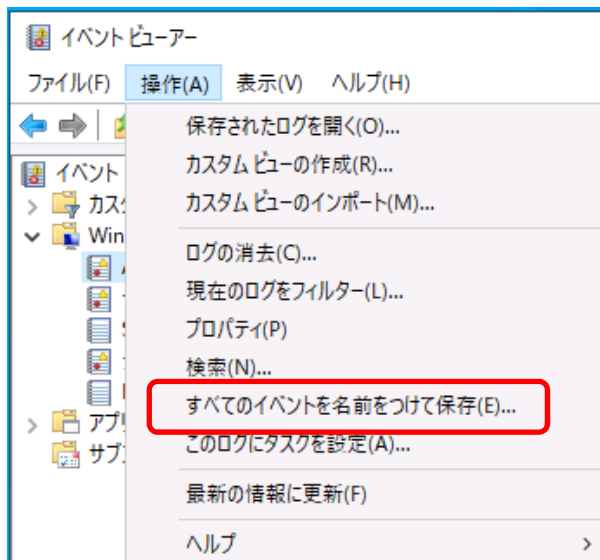 イベント ビューアー
ファイル(F) 操作(A) 表示(V) ヘルプ(H)
保存されたログを開く(O)...
カスタム ビューの作成(R)...
カスタム ビューのインポート(M)...
ログの消去(C)...
現在のログをフィルター(L)...
プロパティ(P)
検索(N)...
すべてのイベントを名前をつけて保存(E)...
このログにタスクを設定(A)...
最新の情報に更新(F)
ヘルプ
イベント
カス
Win
アプリ
サブ